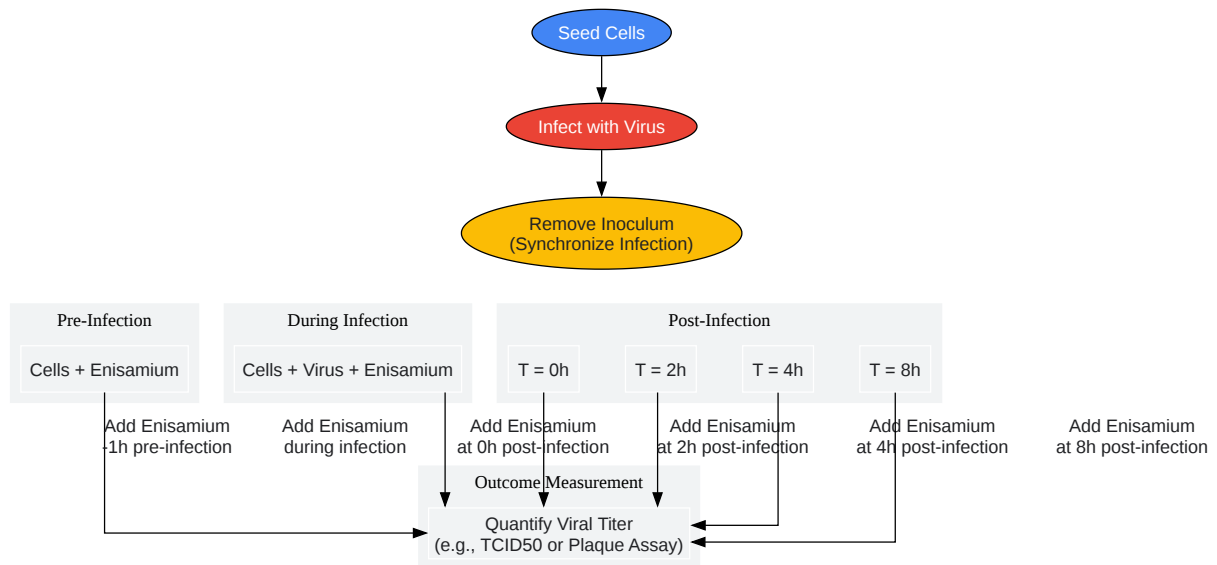 Seed Cells
Infect with Virus
Remove Inoculum
(Synchronize Infection)
Pre-Infection
During Infection
Post-Infection
Cells + Enisamium
Cells + Virus + Enisamium
T = 0h
T = 2h
T = 4h
T = 8h
Add Enisamium
-1h pre-infection
Add Enisamium
during infection
Add Enisamium
at 0h post-infection
Add Enisamium
at 2h post-infection
Add Enisamium
at 4h post-infection
Add Enisamium
at 8h post-infection
Outcome Measurement
Quantify Viral Titer
(e.g., TCID50 or Plaque Assay)